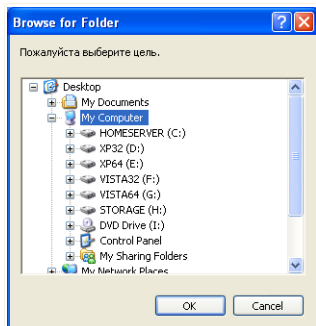 Browse for Folder
Пожалуйста выберите цель.
Desktop
My Documents
My Computer
HOMESERVER (C:)
XP32 (D:)
XP64 (E:)
VISTA32 (F:)
VISTA64 (G:)
STORAGE (H:)
DVD Drive (I:)
Control Panel
My Sharing Folders
My Network Places
OK
Cancel